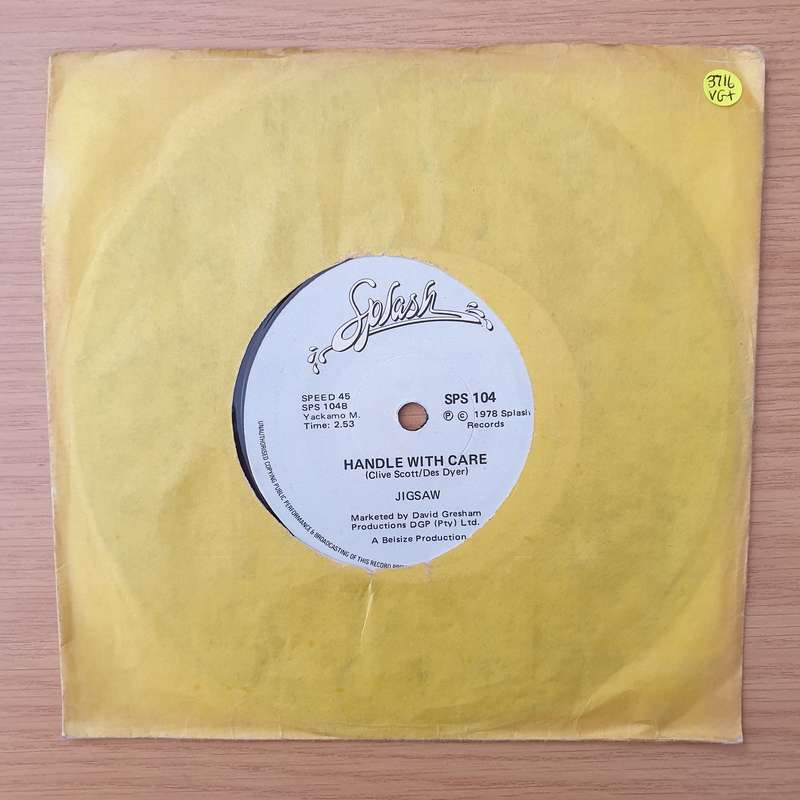 3716
VG+
Splash
SPEED 45
SPS 104B
Yackamo M.
Time: 2.53
SPS 104
Ⓟ © 1978 Splash
Records
HANDLE WITH CARE
(Clive Scott/Des Dyer)
JIGSAW
Marketed by David Gresham
Productions DGP (Pty) Ltd.
A Belsize Production
UNAUTHORISED COPYING PUBLIC PERFORMANCE & BROADCASTING OF THIS RECORD